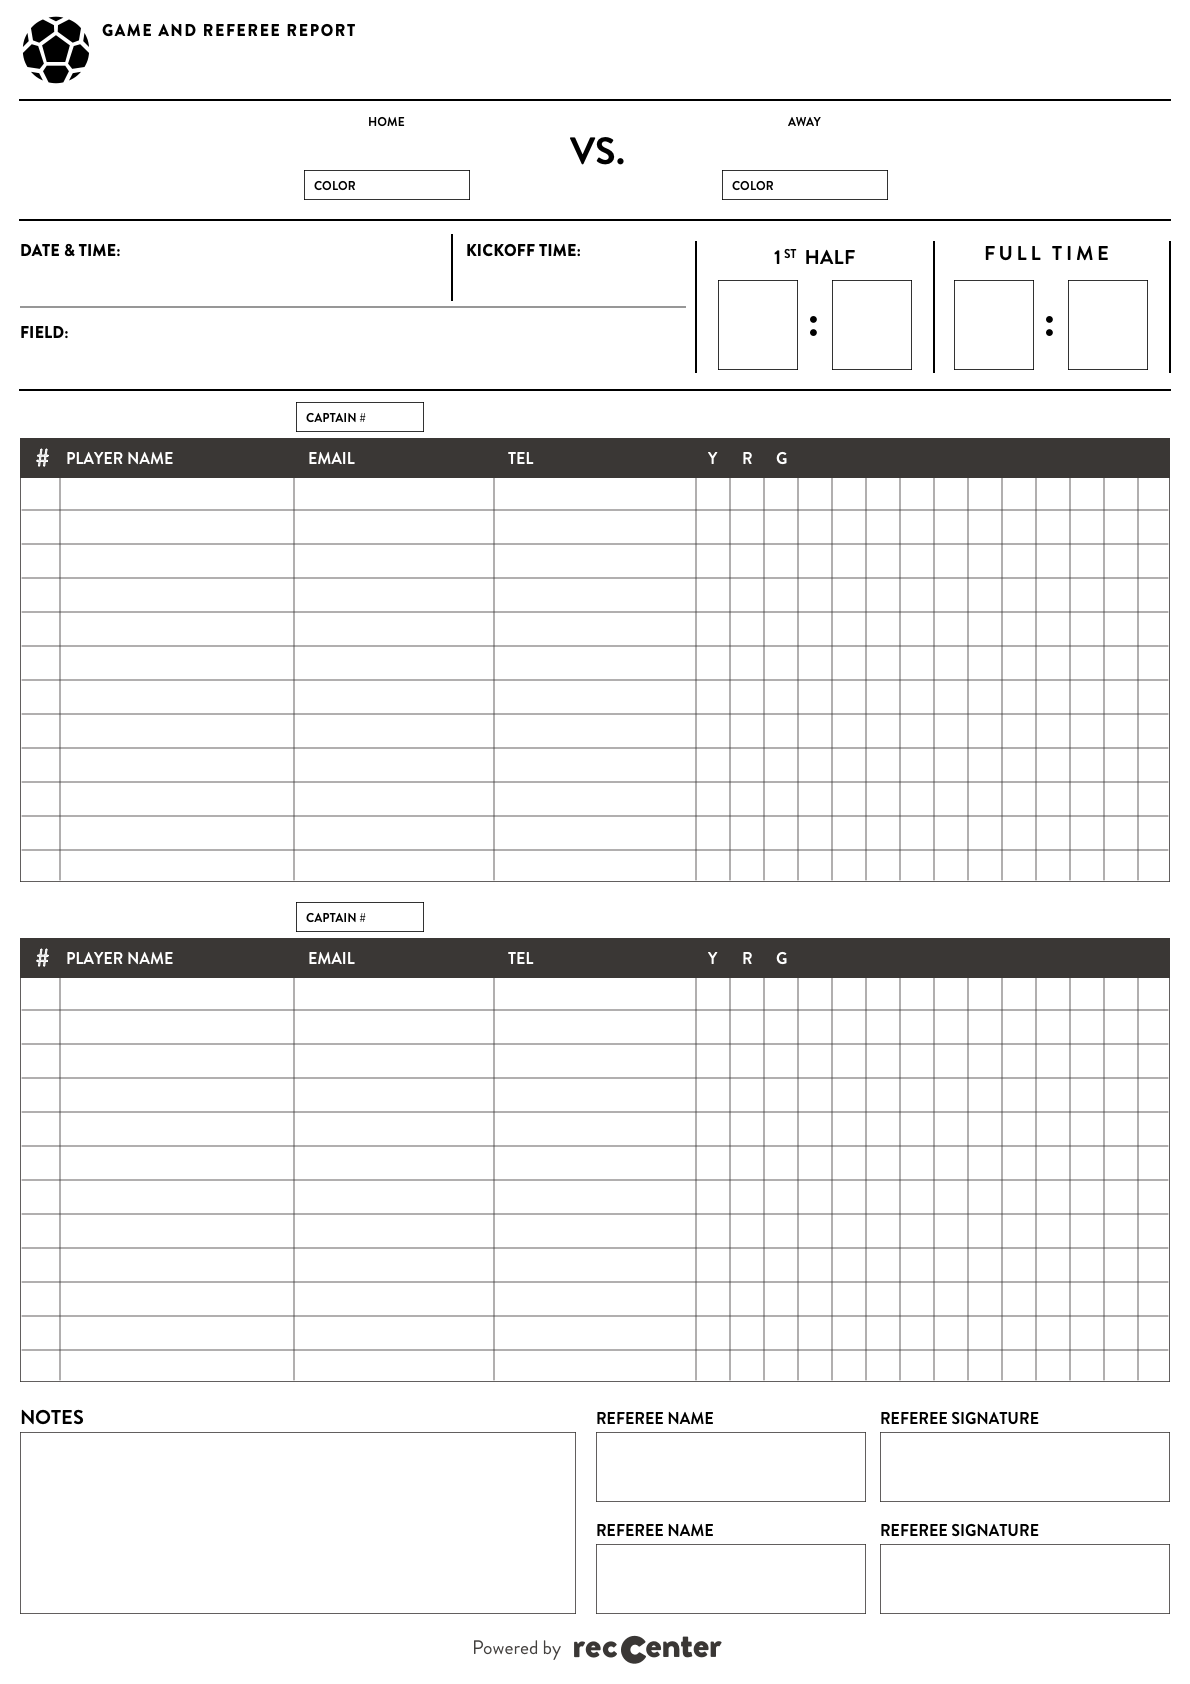 GAME AND REFEREE REPORT
HOME
AWAY
VS.
COLOR
COLOR
DATE & TIME:
KICKOFF TIME:
1ST HALF
FULL TIME
:
:
FIELD:
CAPTAIN #
# PLAYER NAME EMAIL TEL Y R G
CAPTAIN #
# PLAYER NAME EMAIL TEL Y R G
NOTES
REFEREE NAME
REFEREE SIGNATURE
REFEREE NAME
REFEREE SIGNATURE
Powered by recCenter